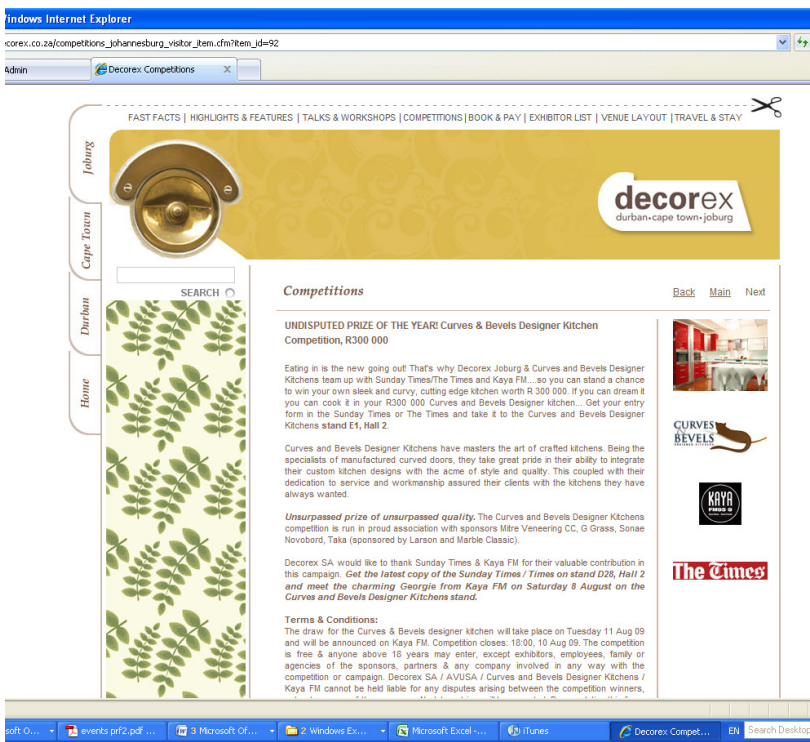 Windows Internet Explorer
ecorex.co.za/competitions_johannesburg_visitor_item.cfm?item_id=92
Admin
Decorex Competitions X
FAST FACTS | HIGHLIGHTS & FEATURES | TALKS & WORKSHOPS | COMPETITIONS | BOOK & PAY | EXHIBITOR LIST | VENUE LAYOUT | TRAVEL & STAY
Joburg
Cape Town
Durban
Home
decorex
durban•cape town•joburg
SEARCH
Competitions
Back Main Next
UNDISPUTED PRIZE OF THE YEAR! Curves & Bevels Designer Kitchen
Competition, R300 000
Eating in is the new going out! That's why Decorex Joburg & Curves and Bevels Designer
Kitchens team up with Sunday Times/The Times and Kaya FM....so you can stand a chance
to win your own sleek and curvy, cutting edge kitchen worth R 300 000. If you can dream it
you can cook it in your R300 000 Curves and Bevels Designer kitchen... Get your entry
form in the Sunday Times or The Times and take it to the Curves and Bevels Designer
Kitchens stand E1, Hall 2.
Curves and Bevels Designer Kitchens have masters the art of crafted kitchens. Being the
specialists of manufactured curved doors, they take great pride in their ability to integrate
their custom kitchen designs with the acme of style and quality. This coupled with their
dedication to service and workmanship assured their clients with the kitchens they have
always wanted.
Unsurpassed prize of unsurpassed quality. The Curves and Bevels Designer Kitchens
competition is run in proud association with sponsors Mitre Veneering CC, G Grass, Sonae
Novobord, Taka (sponsored by Larson and Marble Classic).
Decorex SA would like to thank Sunday Times & Kaya FM for their valuable contribution in
this campaign. Get the latest copy of the Sunday Times / Times on stand D28, Hall 2
and meet the charming Georgie from Kaya FM on Saturday 8 August on the
Curves and Bevels Designer Kitchens stand.
Terms & Conditions:
The draw for the Curves & Bevels designer kitchen will take place on Tuesday 11 Aug 09
and will be announced on Kaya FM. Competition closes: 18:00, 10 Aug 09. The competition
is free & anyone above 18 years may enter, except exhibitors, employees, family or
agencies of the sponsors, partners & any company involved in any way with the
competition or campaign. Decorex SA / AVUSA / Curves and Bevels Designer Kitchens /
Kaya FM cannot be held liable for any disputes arising between the competition winners,
CURVES
& BEVELS
KAYA
FM95.9
The Times
soft O...
events prf2.pdf ...
3 Microsoft Of...
2 Windows Ex...
Microsoft Excel -...
iTunes
Decorex Compet...
EN
Search Desktop